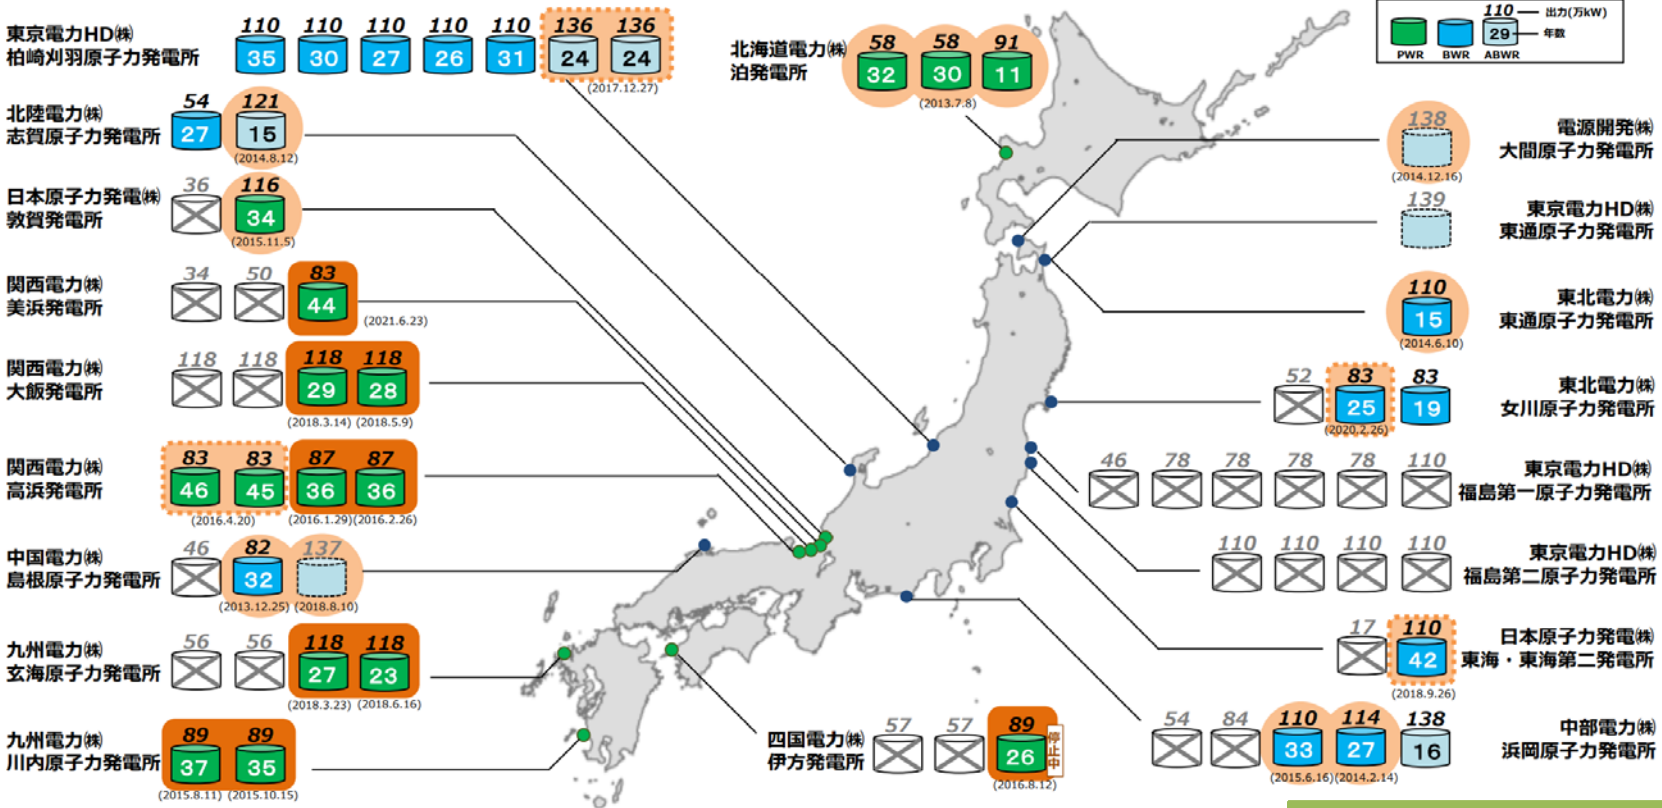 東京電力HD㈱
柏崎刈羽原子力発電所
110 110 110 110 110 136 136
35 30 27 26 31 24 24
(2017.12.27)
北陸電力㈱
志賀原子力発電所
54 121
27 15
(2014.8.12)
日本原子力発電㈱
敦賀発電所
36 116
34
(2015.11.5)
関西電力㈱
美浜発電所
34 50 83
44
(2021.6.23)
関西電力㈱
大飯発電所
118 118 118 118
29 28
(2018.3.14) (2018.5.9)
関西電力㈱
高浜発電所
83 83 87 87
46 45 36 36
(2016.4.20) (2016.1.29) (2016.2.26)
中国電力㈱
島根原子力発電所
46 82 137
32
(2013.12.25) (2018.8.10)
九州電力㈱
玄海原子力発電所
56 56 118 118
27 23
(2018.3.23) (2018.6.16)
九州電力㈱
川内原子力発電所
89 89
37 35
(2015.8.11) (2015.10.15)
北海道電力㈱
泊発電所
58 58 91
32 30 11
(2013.7.8)
110 出力(万kW)
29 年数
PWR BWR ABWR
138
電源開発㈱
大間原子力発電所
(2014.12.16)
139
東京電力HD㈱
東通原子力発電所
110
15
東北電力㈱
東通原子力発電所
(2014.6.10)
52 83 83
25 19
東北電力㈱
女川原子力発電所
(2020.2.26)
46 78 78 78 78 110
東京電力HD㈱
福島第一原子力発電所
110 110 110 110
東京電力HD㈱
福島第二原子力発電所
17 110
42
日本原子力発電㈱
東海・東海第二発電所
(2018.9.26)
54 84 110 114 138
33 27 16
中部電力㈱
浜岡原子力発電所
(2015.6.16) (2014.2.14)
四国電力㈱
伊方発電所
57 57 89
26
停止中
(2016.8.12)